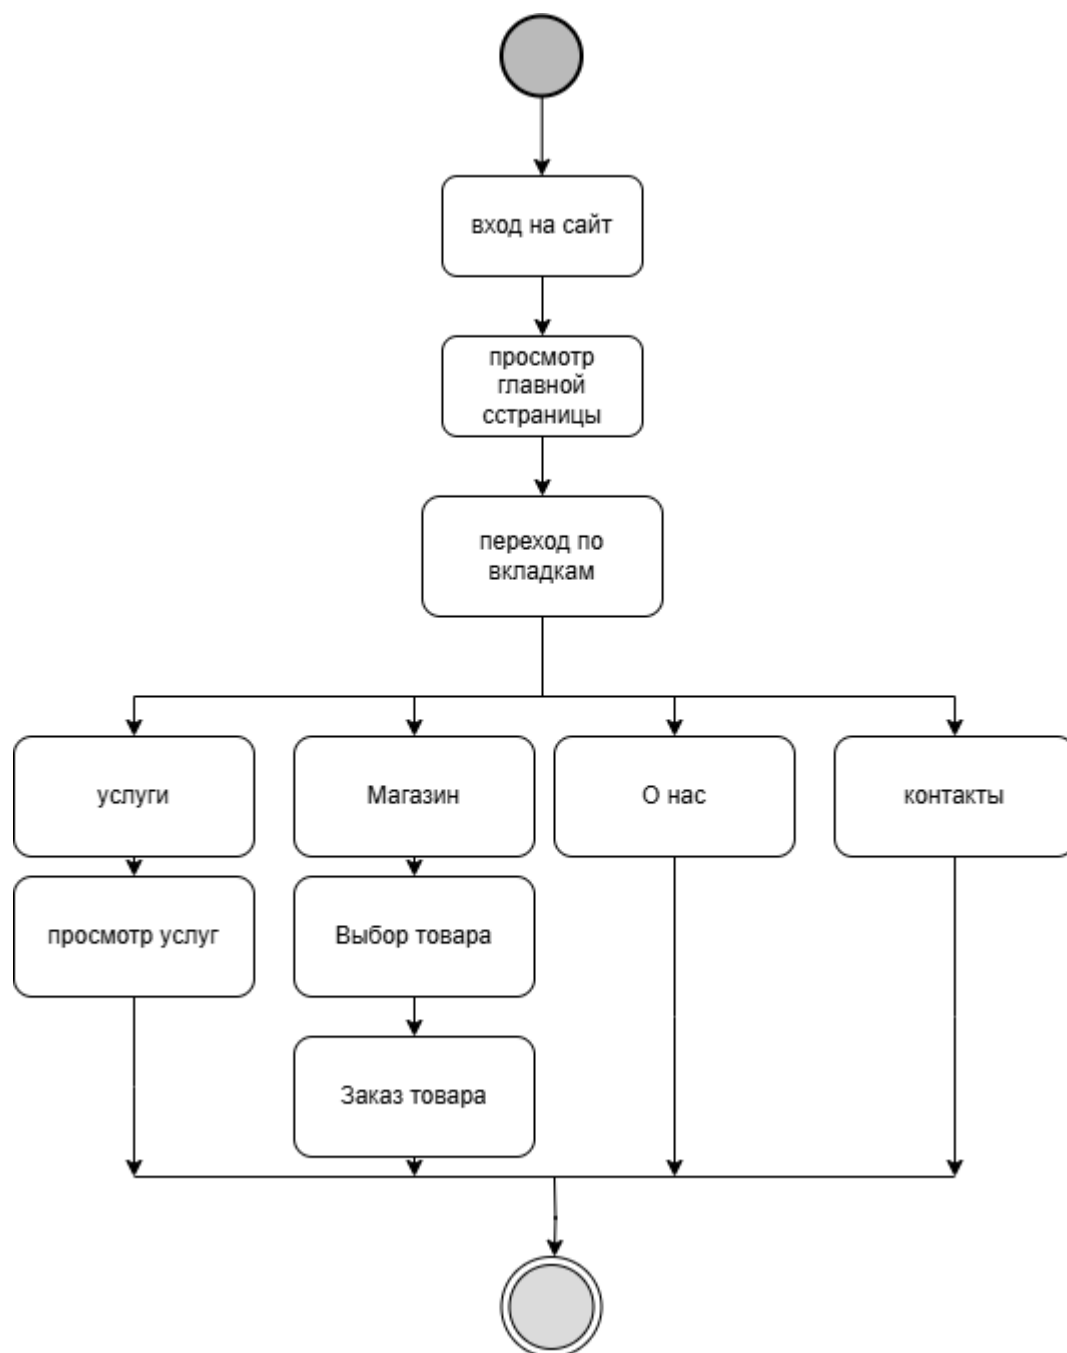 вход на сайт
просмотр
главной
сстраницы
переход по
вкладкам
услуги
Магазин
О нас
контакты
просмотр услуг
Выбор товара
Заказ товара